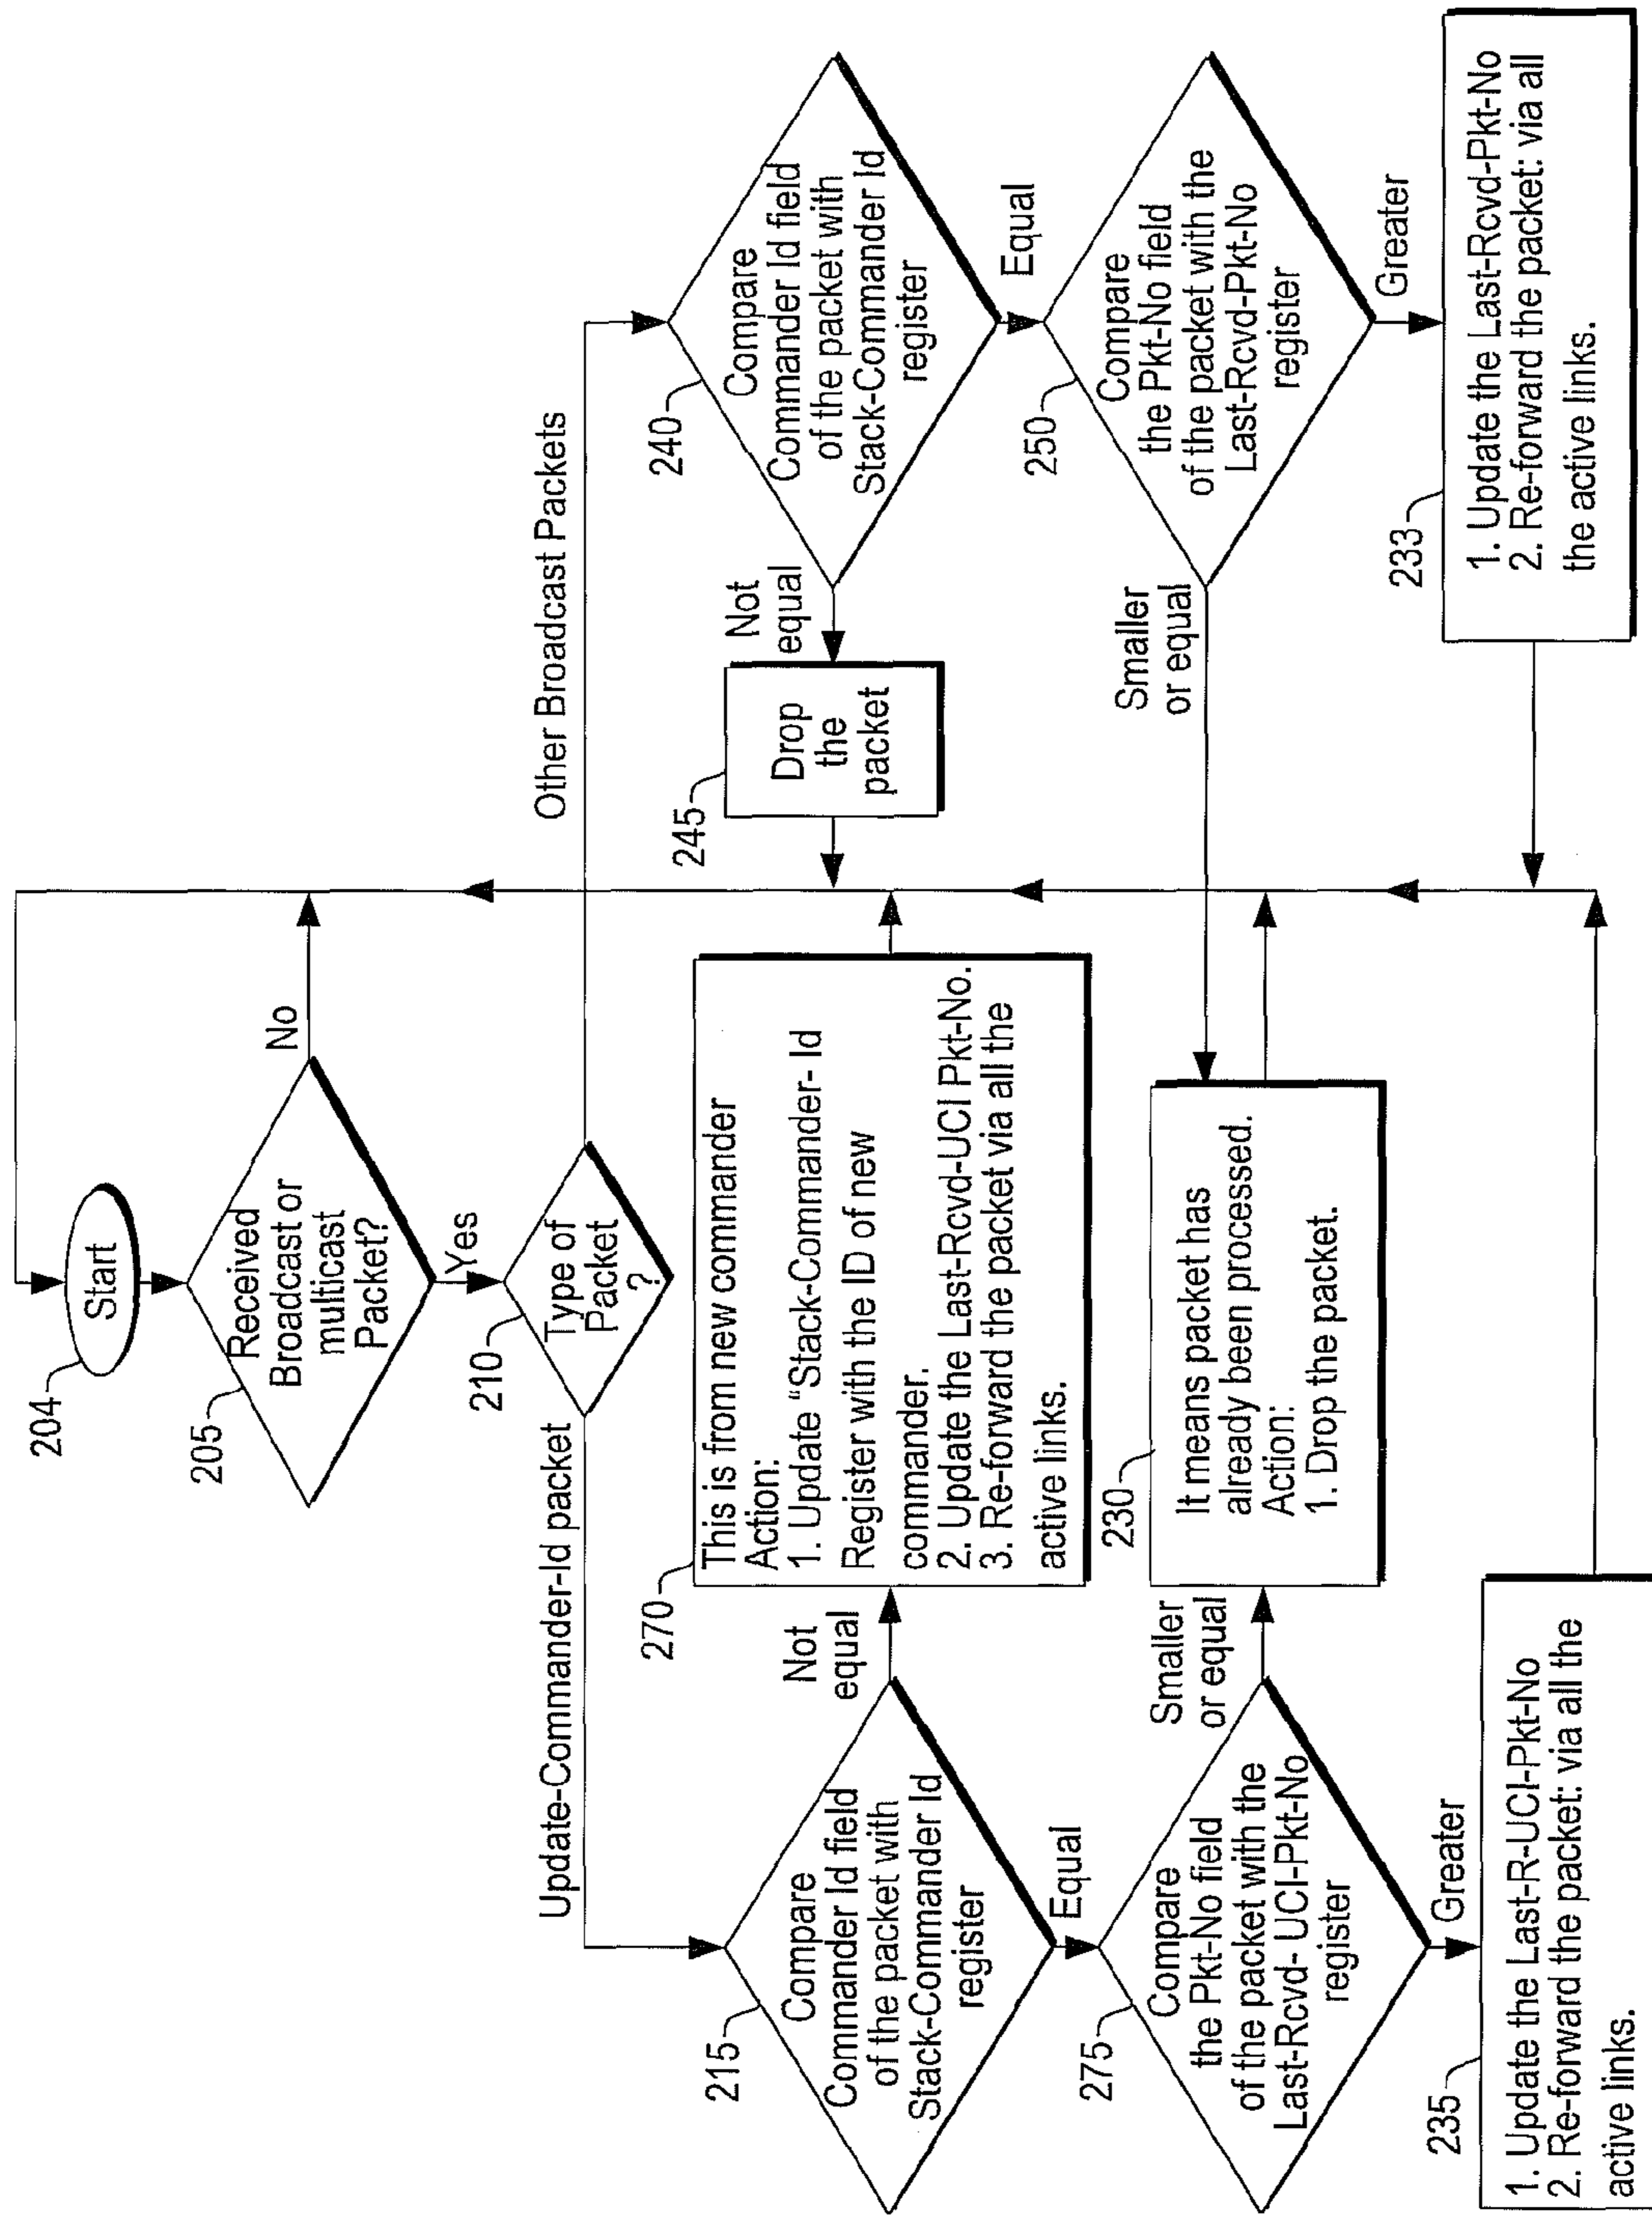 204
Start
205
Received
Broadcast or
multicast
Packet?
No
Yes
210
Type of
Packet
?
Update-Commander-Id packet
Other Broadcast Packets
215
Compare
Commander Id field
of the packet with
Stack-Commander Id
register
Not
equal
Equal
270
This is from new commander
Action:
1. Update "Stack-Commander- Id
Register with the ID of new
commander.
2. Update the Last-Rcvd-UCI Pkt-No.
3. Re-forward the packet via all the
active links.
245
Drop
the
packet
Not
equal
240
Compare
Commander Id field
of the packet with
Stack-Commander Id
register
Equal
275
Compare
the Pkt-No field
of the packet with the
Last-Rcvd- UCI-Pkt-No
register
Smaller
or equal
Greater
230
It means packet has
already been processed.
Action:
1. Drop the packet.
Smaller
or equal
250
Compare
the Pkt-No field
of the packet with the
Last-Rcvd-Pkt-No
register
Greater
235
1. Update the Last-R-UCI-Pkt-No
2. Re-forward the packet: via all the
active links.
233
1. Update the Last-Rcvd-Pkt-No
2. Re-forward the packet: via all
the active links.